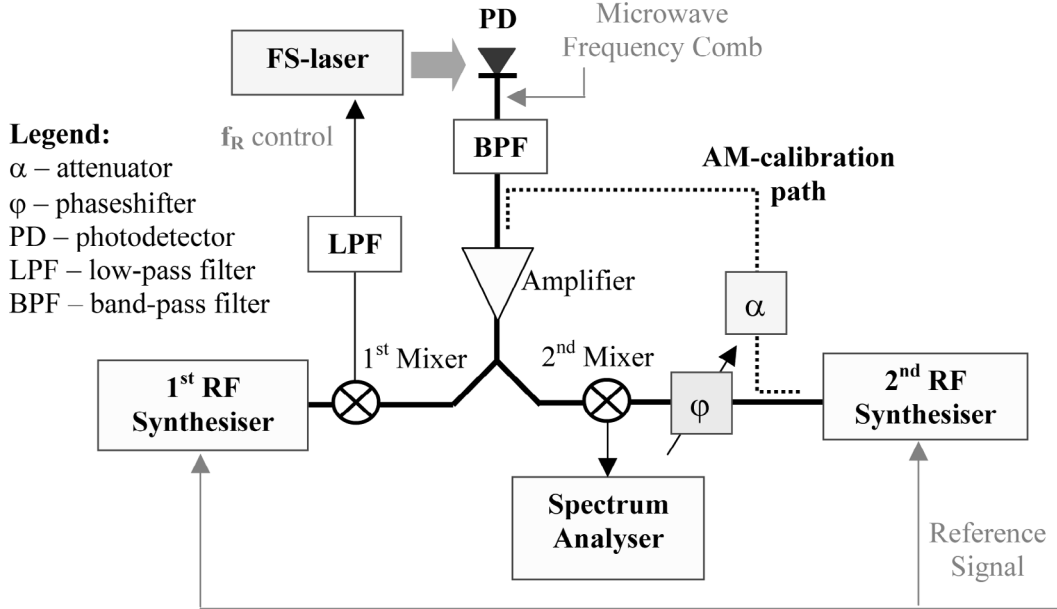 PD
Microwave
Frequency Comb
FS-laser
f_R control
BPF
Legend:
α – attenuator
φ – phaseshifter
PD – photodetector
LPF – low-pass filter
BPF – band-pass filter
AM-calibration
path
LPF
Amplifier
α
1st Mixer
2nd Mixer
1st RF
Synthesiser
φ
2nd RF
Synthesiser
Spectrum
Analyser
Reference
Signal